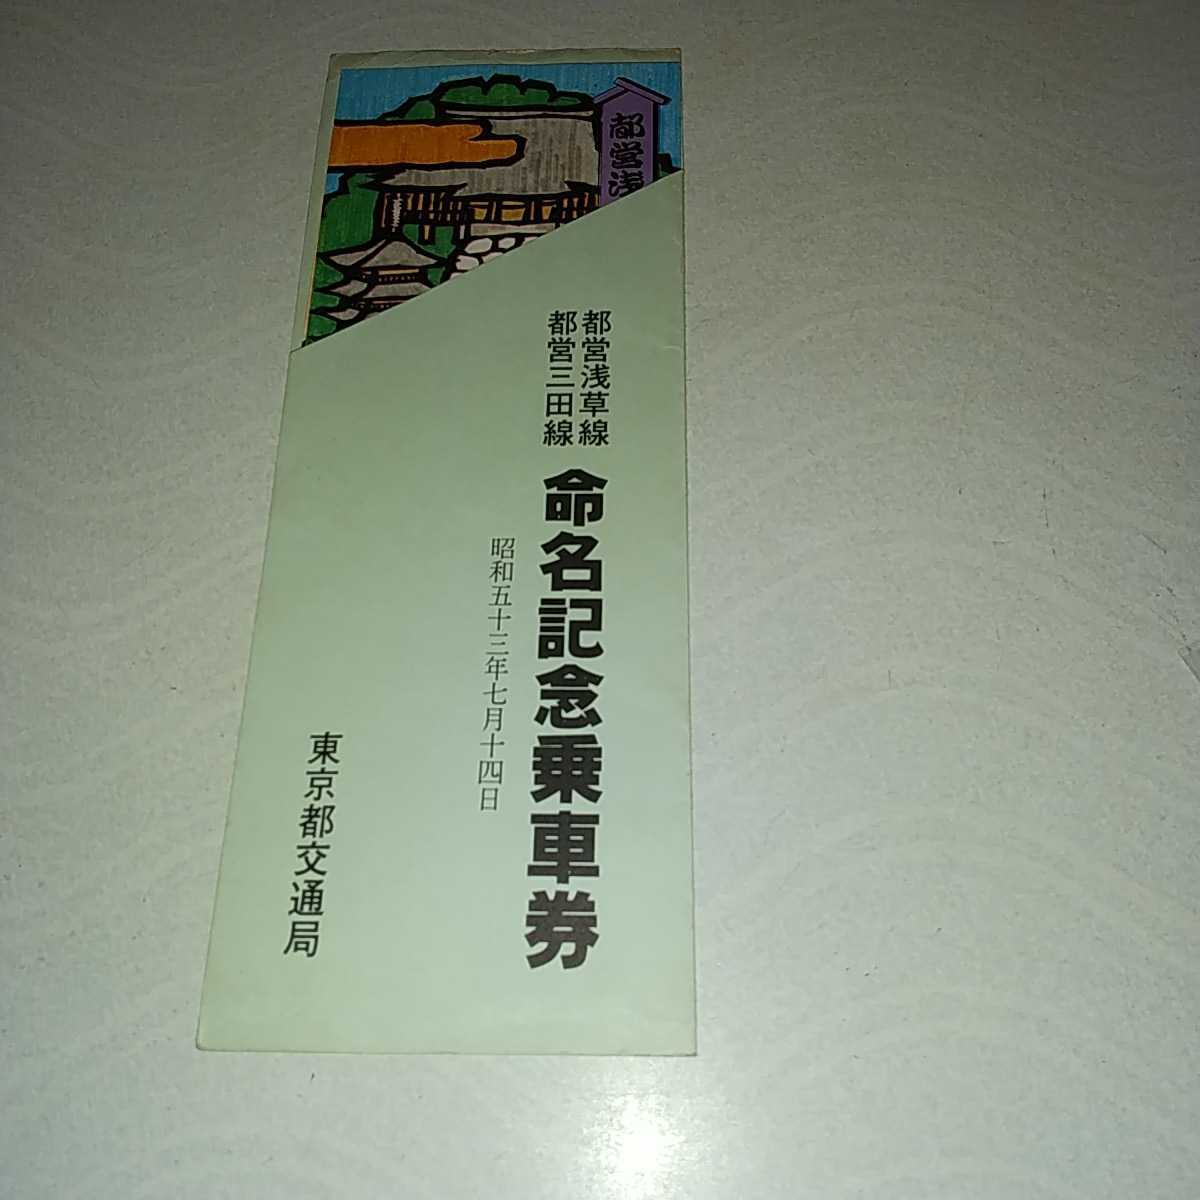 都営浅
都営浅草線
都営三田線
命名記念乗車券
昭和五十三年七月十四日
東京都交通局